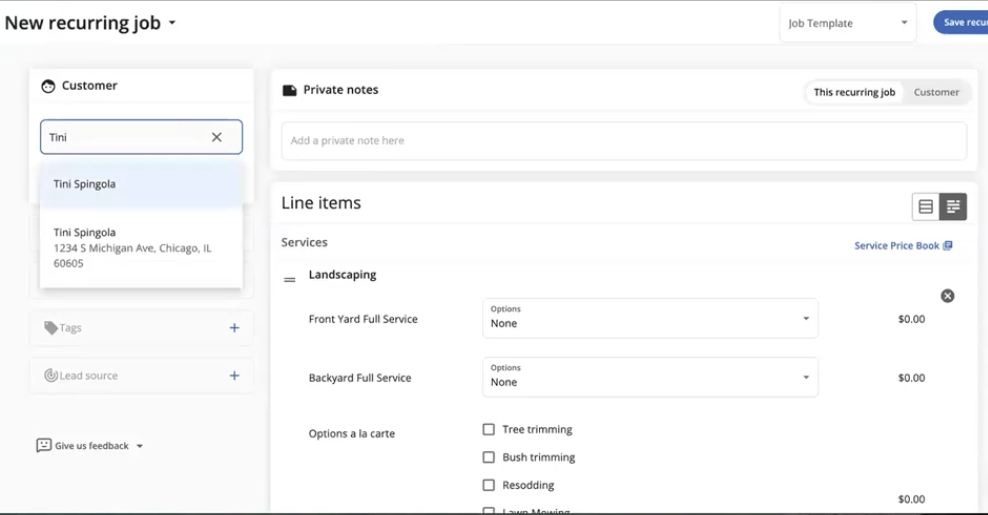 New recurring job
Job Template
Save recu
Customer
Tini
Tini Spingola
Tini Spingola
1234 S Michigan Ave, Chicago, IL
60605
Tags
Lead source
Give us feedback
Private notes
This recurring job
Customer
Add a private note here
Line items
Services
Service Price Book
Landscaping
Front Yard Full Service
Options
None
$0.00
Backyard Full Service
Options
None
$0.00
Options a la carte
Tree trimming
Bush trimming
Resodding
Lawn Mowing
$0.00